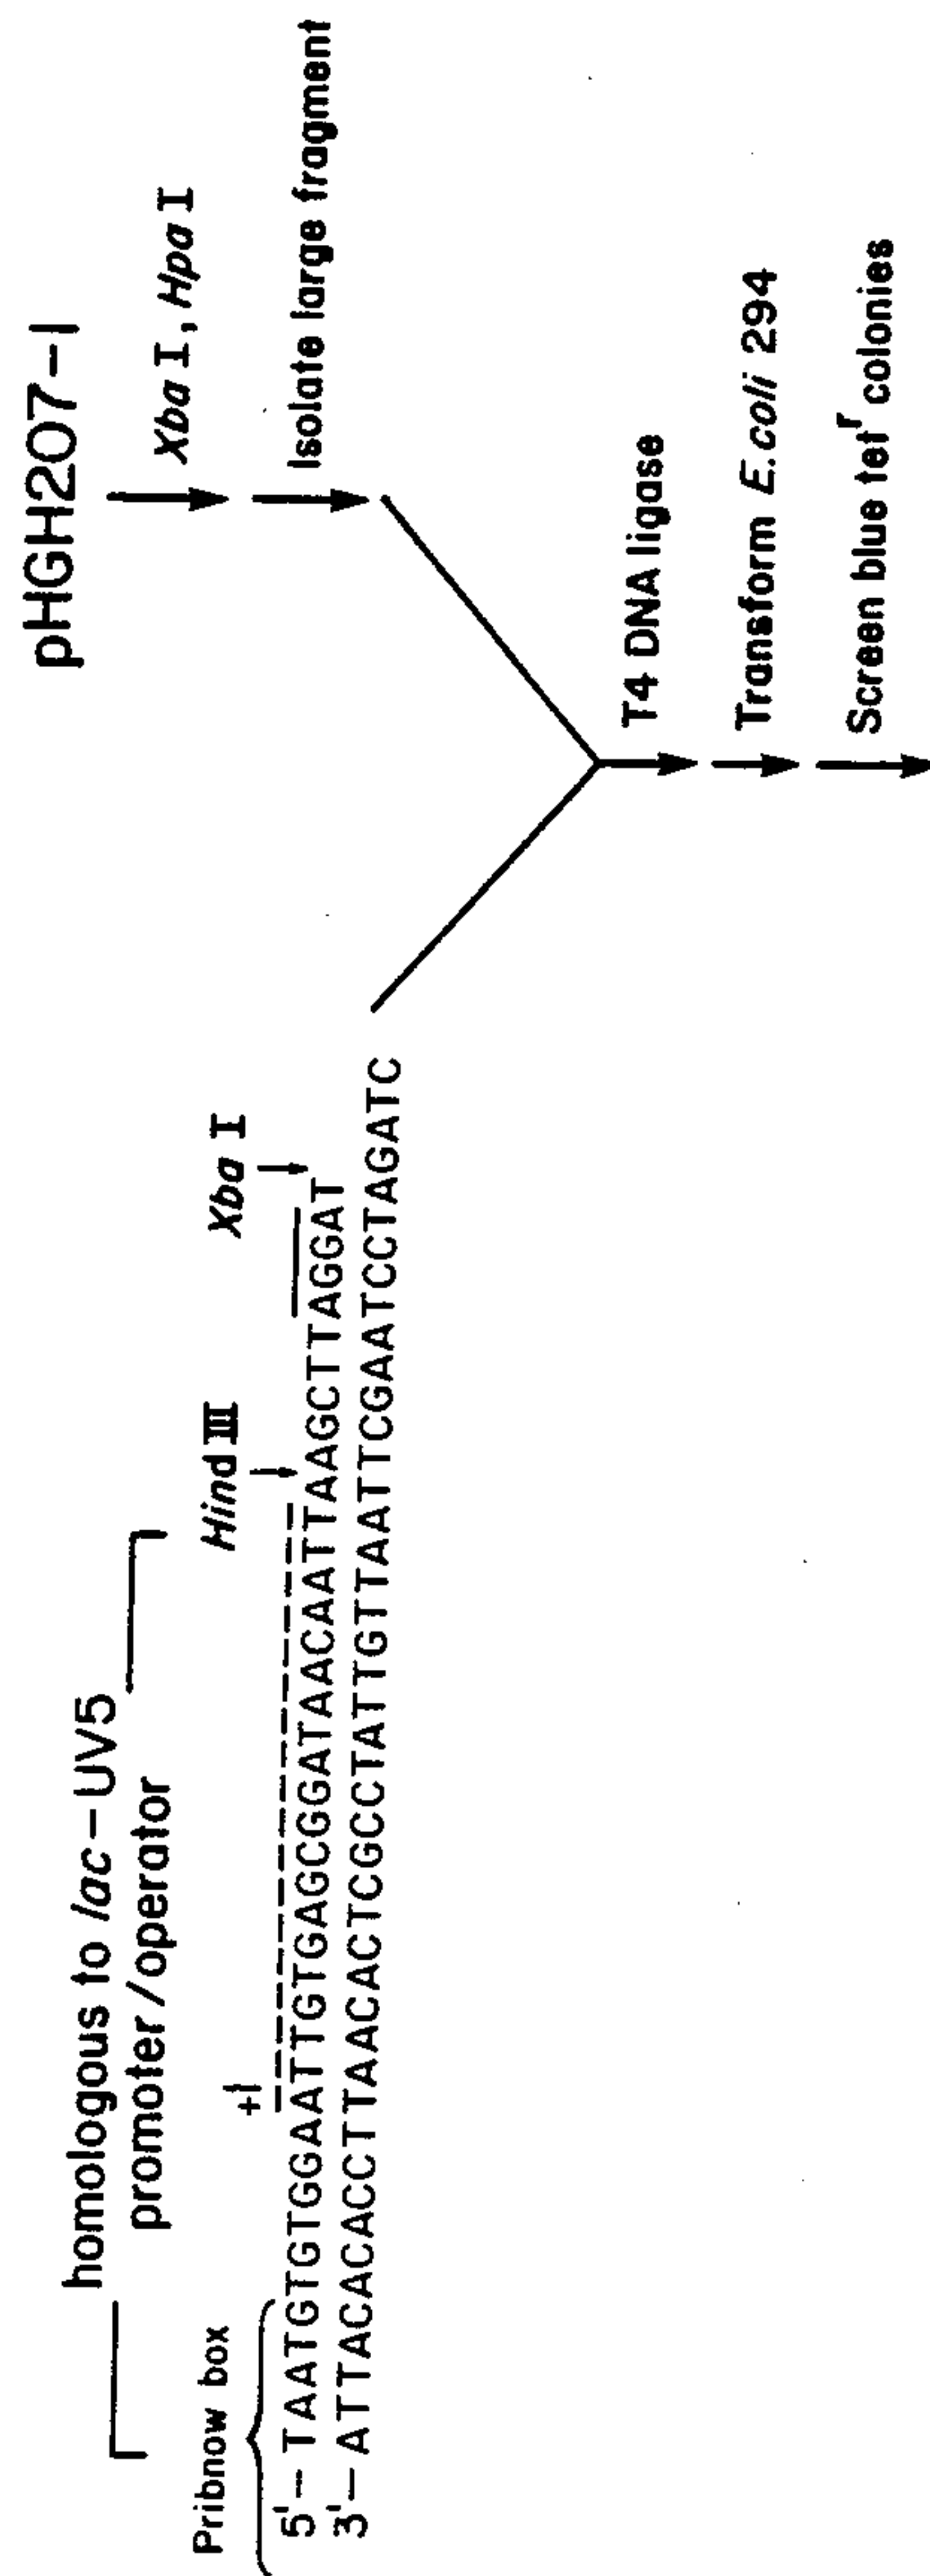 pHGH207-1
homologous to lac-UV5
promoter/operator
Xba I, Hpa I
Pribnow box
+1
Hind III
Xba I
Isolate large fragment
5'- TAATGTGTGGAATTGTGAGCGGATAACAATTAAGCTTAGGAT
3'- ATTACACACCTTAACACTCGCCTATTGTTAATTCGAATCCTAGATC
T4 DNA ligase
Transform E.coli 294
Screen blue tetʳ colonies